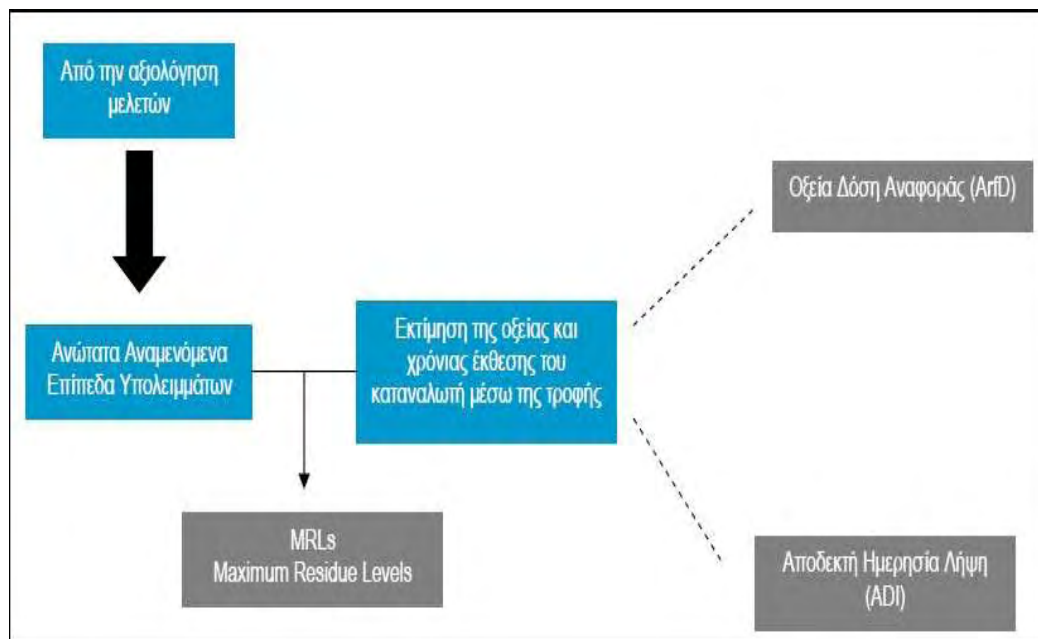 Από την αξιολόγηση
μελετών
Οξεία Δόση Αναφοράς (ArfD)
Ανώτατα Αναμενόμενα
Επίπεδα Υπολειμμάτων
Εκτίμηση της οξείας και
χρόνιας έκθεσης του
καταναλωτή μέσω της τροφής
MRLs
Maximum Residue Levels
Αποδεκτή Ημερησία Λήψη
(ADI)